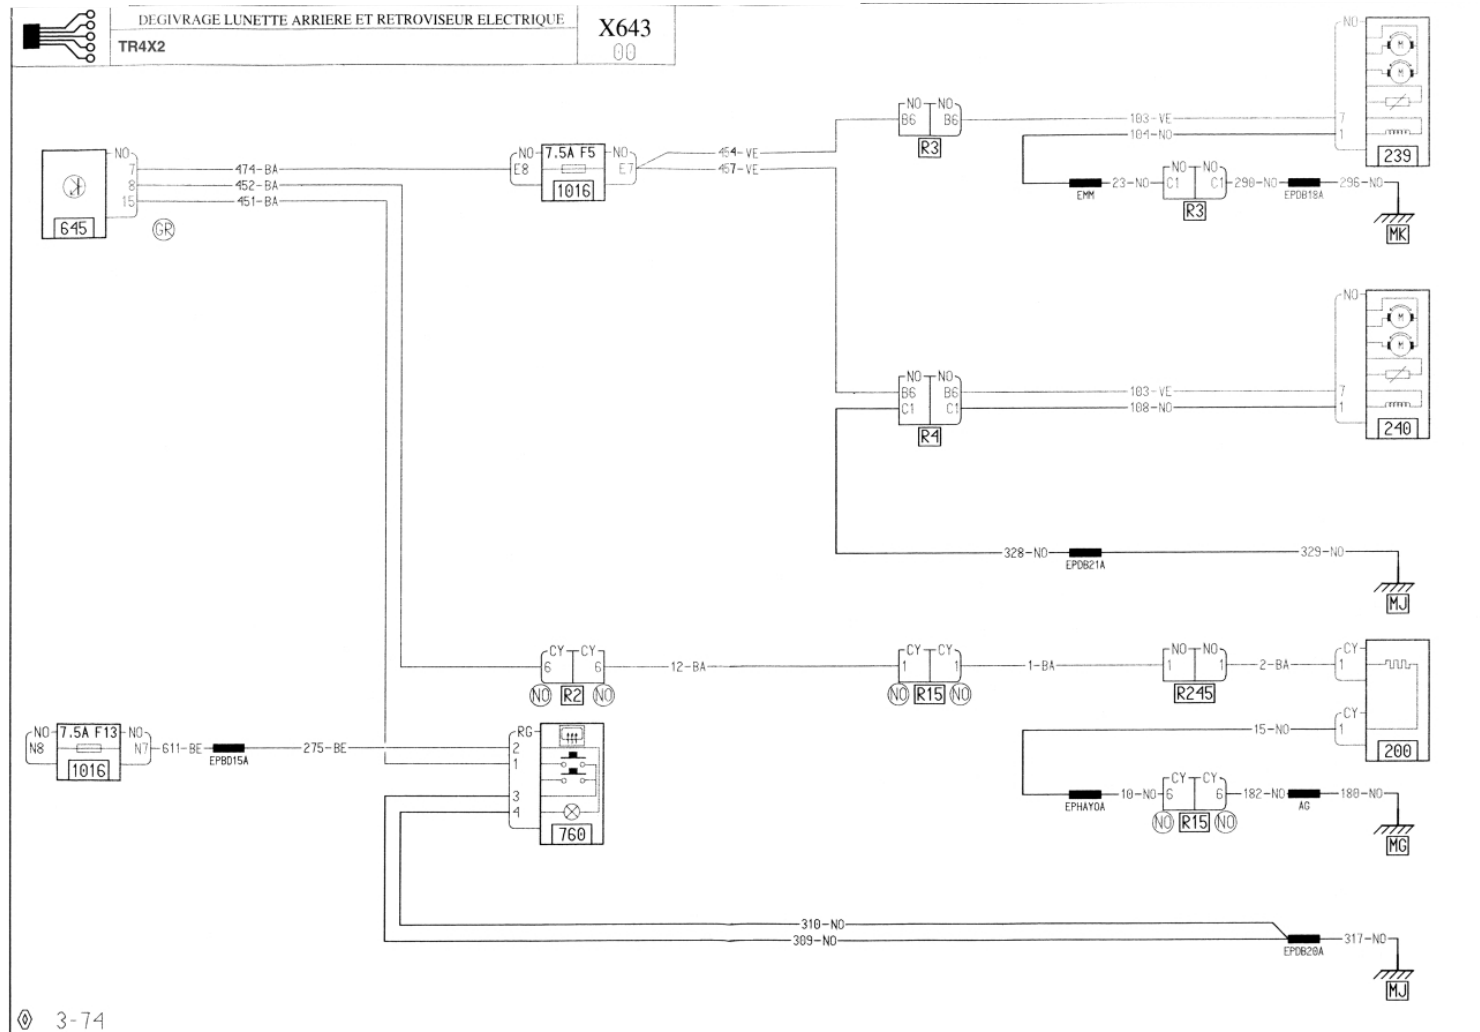 DEGIVRAGE LUNETTE ARRIERE ET RETROVISEUR ELECTRIQUE
TR4X2
X643
00
NO
M
M
7
1
239
NO NO
B6 B6
R3
103-VE
104-NO
EMM
23-NO
NO NO
C1 C1
R3
290-NO
EPDB18A
296-NO
MK
NO
7
8
15
645
GR
474-BA
452-BA
451-BA
NO 7.5A F5 NO
E8 E7
1016
454-VE
457-VE
NO
M
M
7
1
240
NO NO
B6 B6
C1 C1
R4
103-VE
108-NO
328-NO
EPDB21A
329-NO
MJ
CY CY
6 6
NO R2 NO
12-BA
CY CY
1 1
NO R15 NO
1-BA
NO NO
1 1
R245
2-BA
CY
1
CY
1
200
15-NO
EPHAYOA
10-NO
CY CY
6 6
NO R15 NO
182-NO
AG
180-NO
MG
NO 7.5A F13 NO
N8 N7
1016
611-BE
EPBD15A
275-BE
RG
2
1
3
4
760
310-NO
309-NO
EPDB20A
317-NO
MJ
3-74